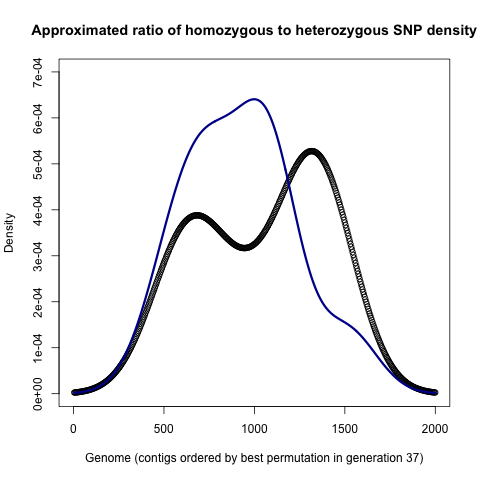 Approximated ratio of homozygous to heterozygous SNP density
7e-04
6e-04
5e-04
4e-04
3e-04
2e-04
1e-04
0e+00
Density
0 500 1000 1500 2000
Genome (contigs ordered by best permutation in generation 37)